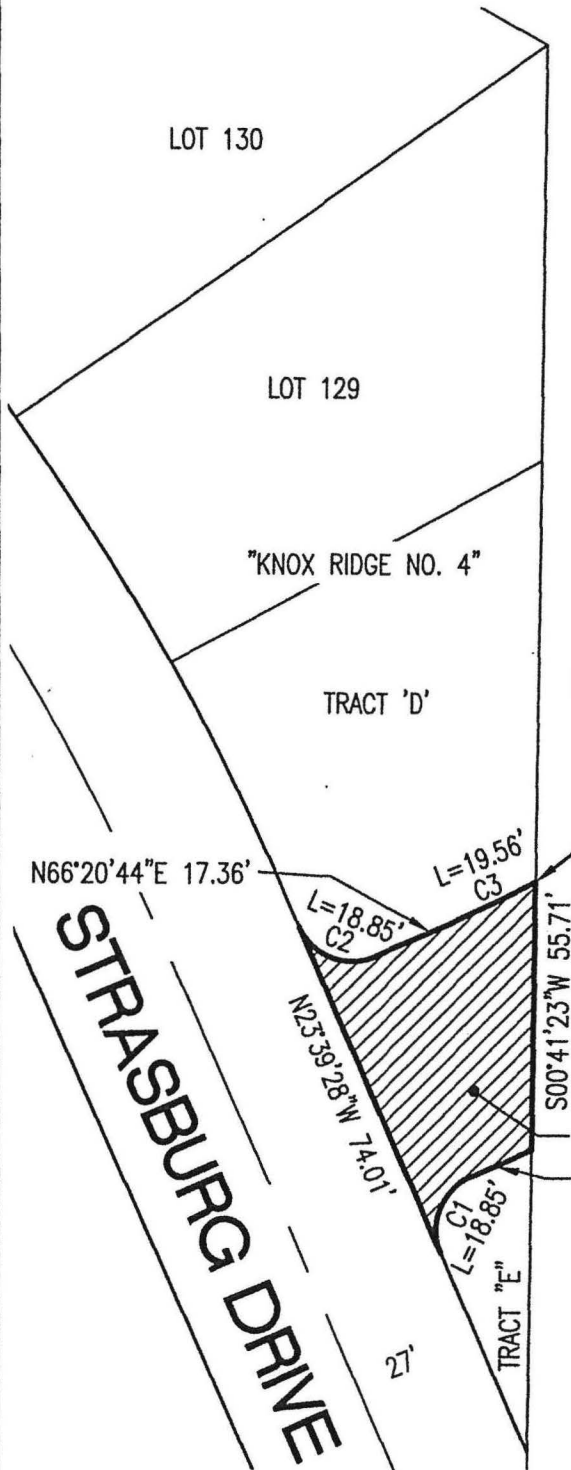 LOT 130
LOT 129
"KNOX RIDGE NO. 4"
TRACT 'D'
N66°20'44"E 17.36'
L=19.56'
C3
L=18.85'
C2
S00°41'23"W 55.71'
N23°39'28"W 74.01'
STRASBURG DRIVE
C1
L=18.85'
TRACT "E"
27'